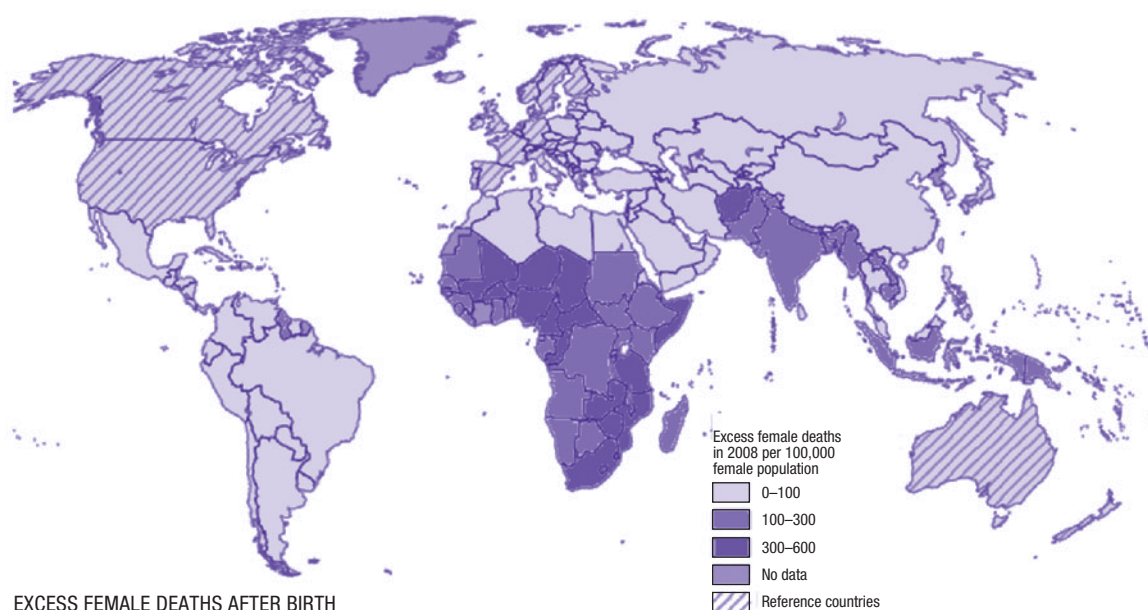 Excess female deaths
in 2008 per 100,000
female population
0–100
100–300
300–600
No data
Reference countries
EXCESS FEMALE DEATHS AFTER BIRTH